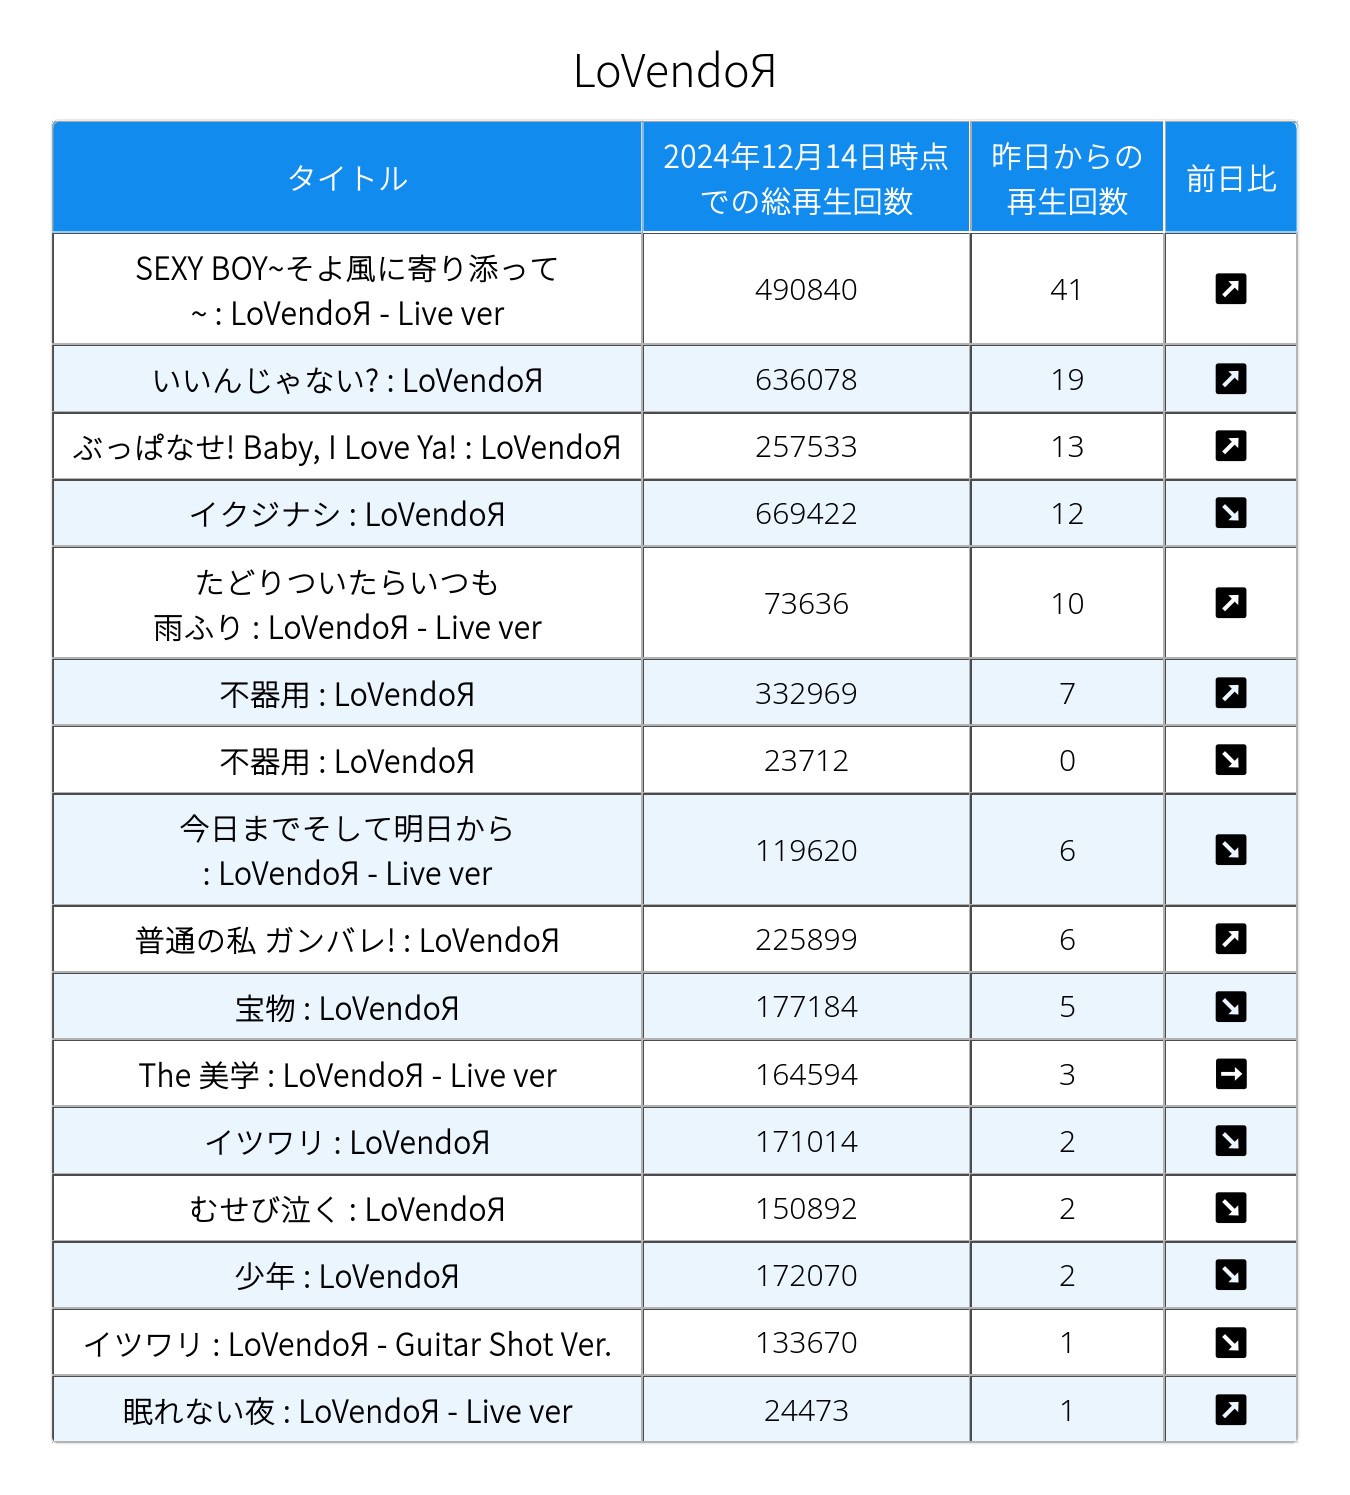 LoVendoЯ
タイトル
2024年12月14日時点
での総再生回数
昨日からの
再生回数
前日比
SEXY BOY~そよ風に寄り添って
~ : LoVendoЯ - Live ver
490840
41
いいんじゃない? : LoVendoЯ
636078
19
ぶっぱなせ! Baby, I Love Ya! : LoVendoЯ
257533
13
イクジナシ : LoVendoЯ
669422
12
たどりついたらいつも
雨ふり : LoVendoЯ - Live ver
73636
10
不器用 : LoVendoЯ
332969
7
不器用 : LoVendoЯ
23712
0
今日までそして明日から
: LoVendoЯ - Live ver
119620
6
普通の私 ガンバレ! : LoVendoЯ
225899
6
宝物 : LoVendoЯ
177184
5
The 美学 : LoVendoЯ - Live ver
164594
3
イツワリ : LoVendoЯ
171014
2
むせび泣く : LoVendoЯ
150892
2
少年 : LoVendoЯ
172070
2
イツワリ : LoVendoЯ - Guitar Shot Ver.
133670
1
眠れない夜 : LoVendoЯ - Live ver
24473
1